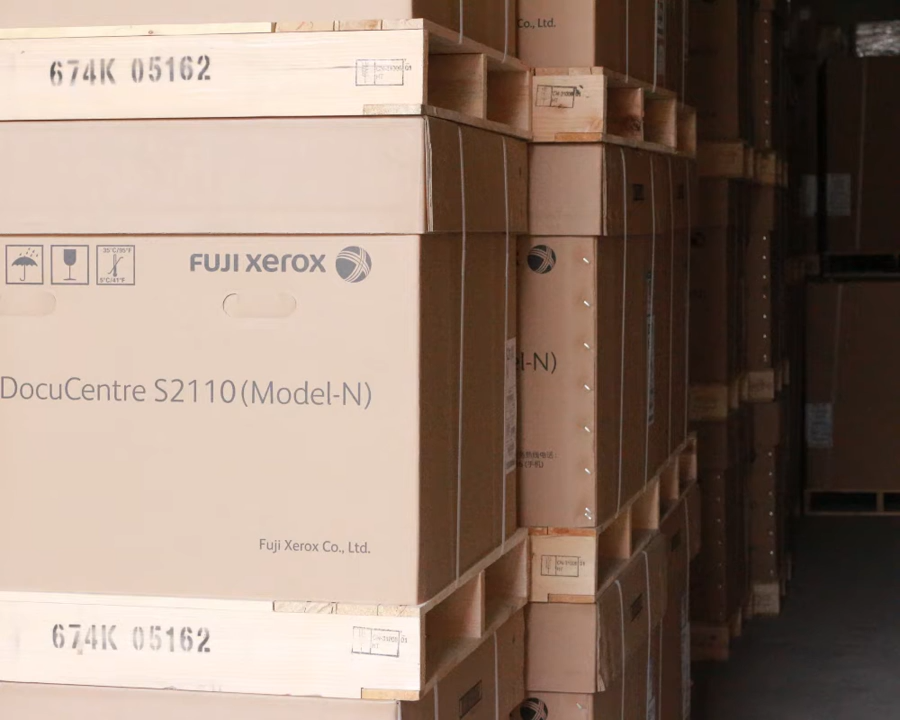 Co., Ltd.
674K 05162
FUJI xerox
DocuCentre S2110(Model-N)
l-N)
Fuji Xerox Co., Ltd.
674K 05162